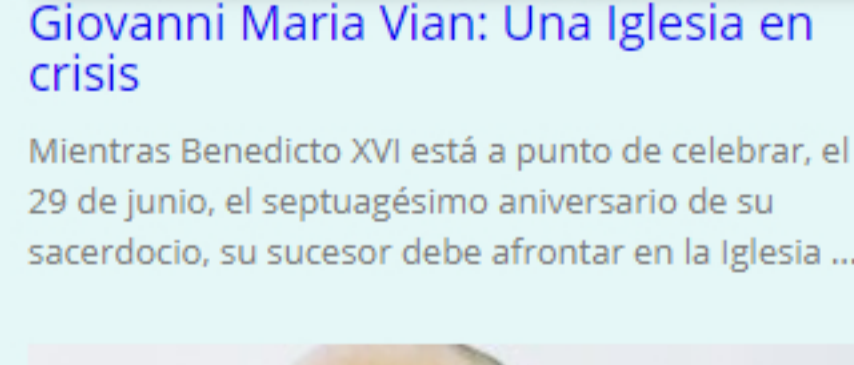 Giovanni Maria Vian: Una Iglesia en
crisis
Mientras Benedicto XVI está a punto de celebrar, el
29 de junio, el septuagésimo aniversario de su
sacerdocio, su sucesor debe afrontar en la Iglesia ...